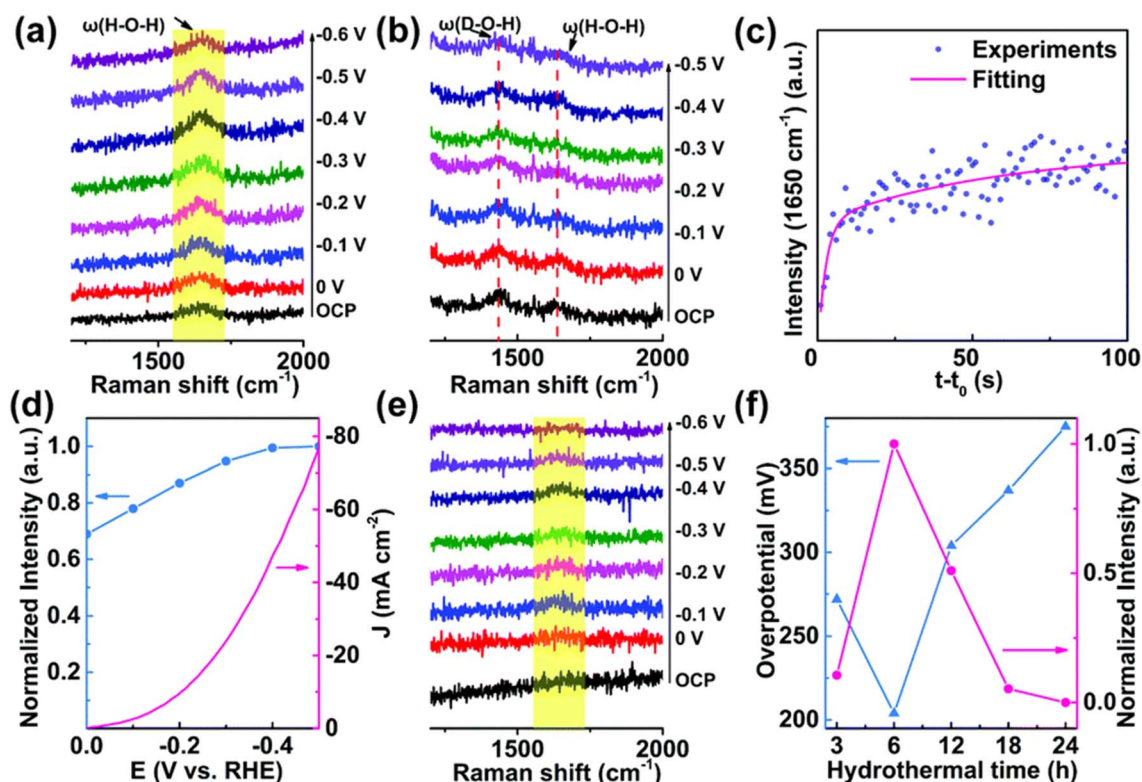 (a)
ω(H-O-H)
-0.6 V
-0.5 V
-0.4 V
-0.3 V
-0.2 V
-0.1 V
0 V
OCP
1500
2000
Raman shift (cm⁻¹)
(b)
ω(D-O-H)
ω(H-O-H)
-0.5 V
-0.4 V
-0.3 V
-0.2 V
-0.1 V
0 V
OCP
1500
2000
Raman shift (cm⁻¹)
(c)
Experiments
Fitting
Intensity (1650 cm⁻¹) (a.u.)
0
50
100
t-t₀ (s)
(d)
Normalized Intensity (a.u.)
1.0
0.8
0.6
0.4
0.2
-80
-60
-40
-20
0
J (mA cm⁻²)
0.0
-0.2
-0.4
E (V vs. RHE)
(e)
-0.6 V
-0.5 V
-0.4 V
-0.3 V
-0.2 V
-0.1 V
0 V
OCP
1500
2000
Raman shift (cm⁻¹)
(f)
Overpotential (mV)
350
300
250
200
1.0
0.5
0.0
Normalized Intensity (a.u.)
3
6
12
18
24
Hydrothermal time (h)